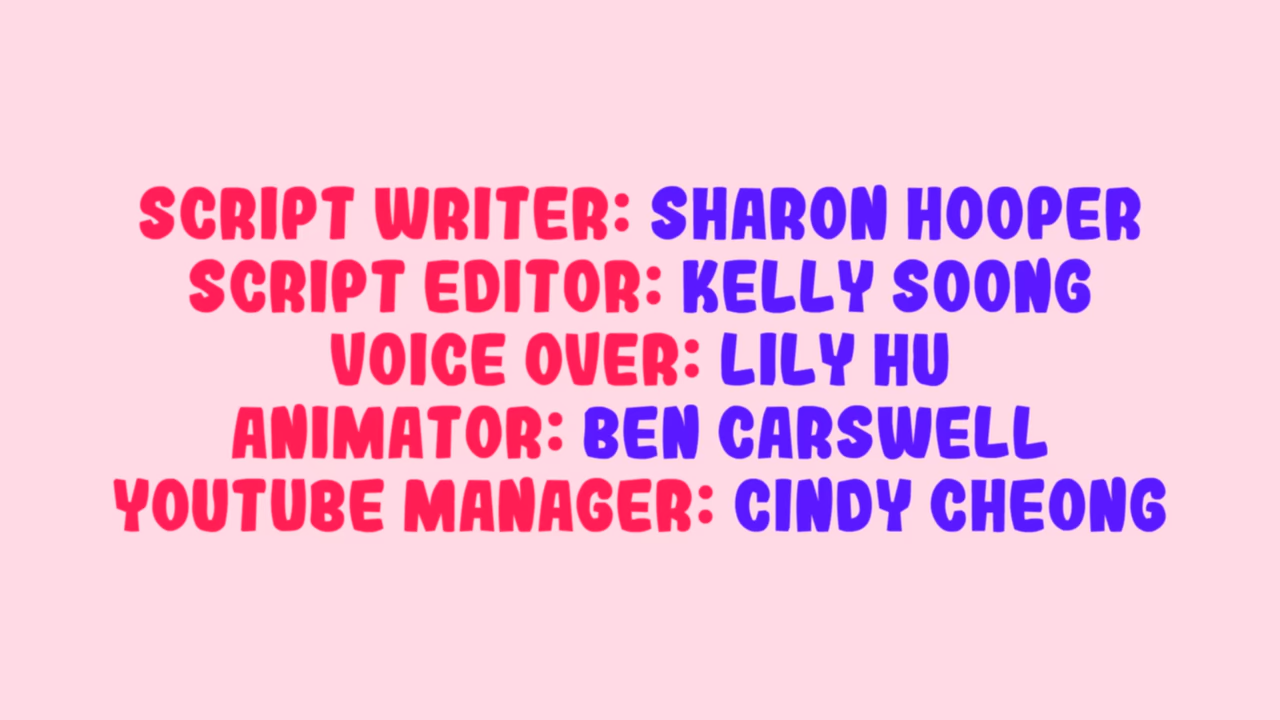 SCRIPT WRITER: SHARON HOOPER
SCRIPT EDITOR: KELLY SOONG
VOICE OVER: LILY HU
ANIMATOR: BEN CARSWELL
YOUTUBE MANAGER: CINDY CHEONG